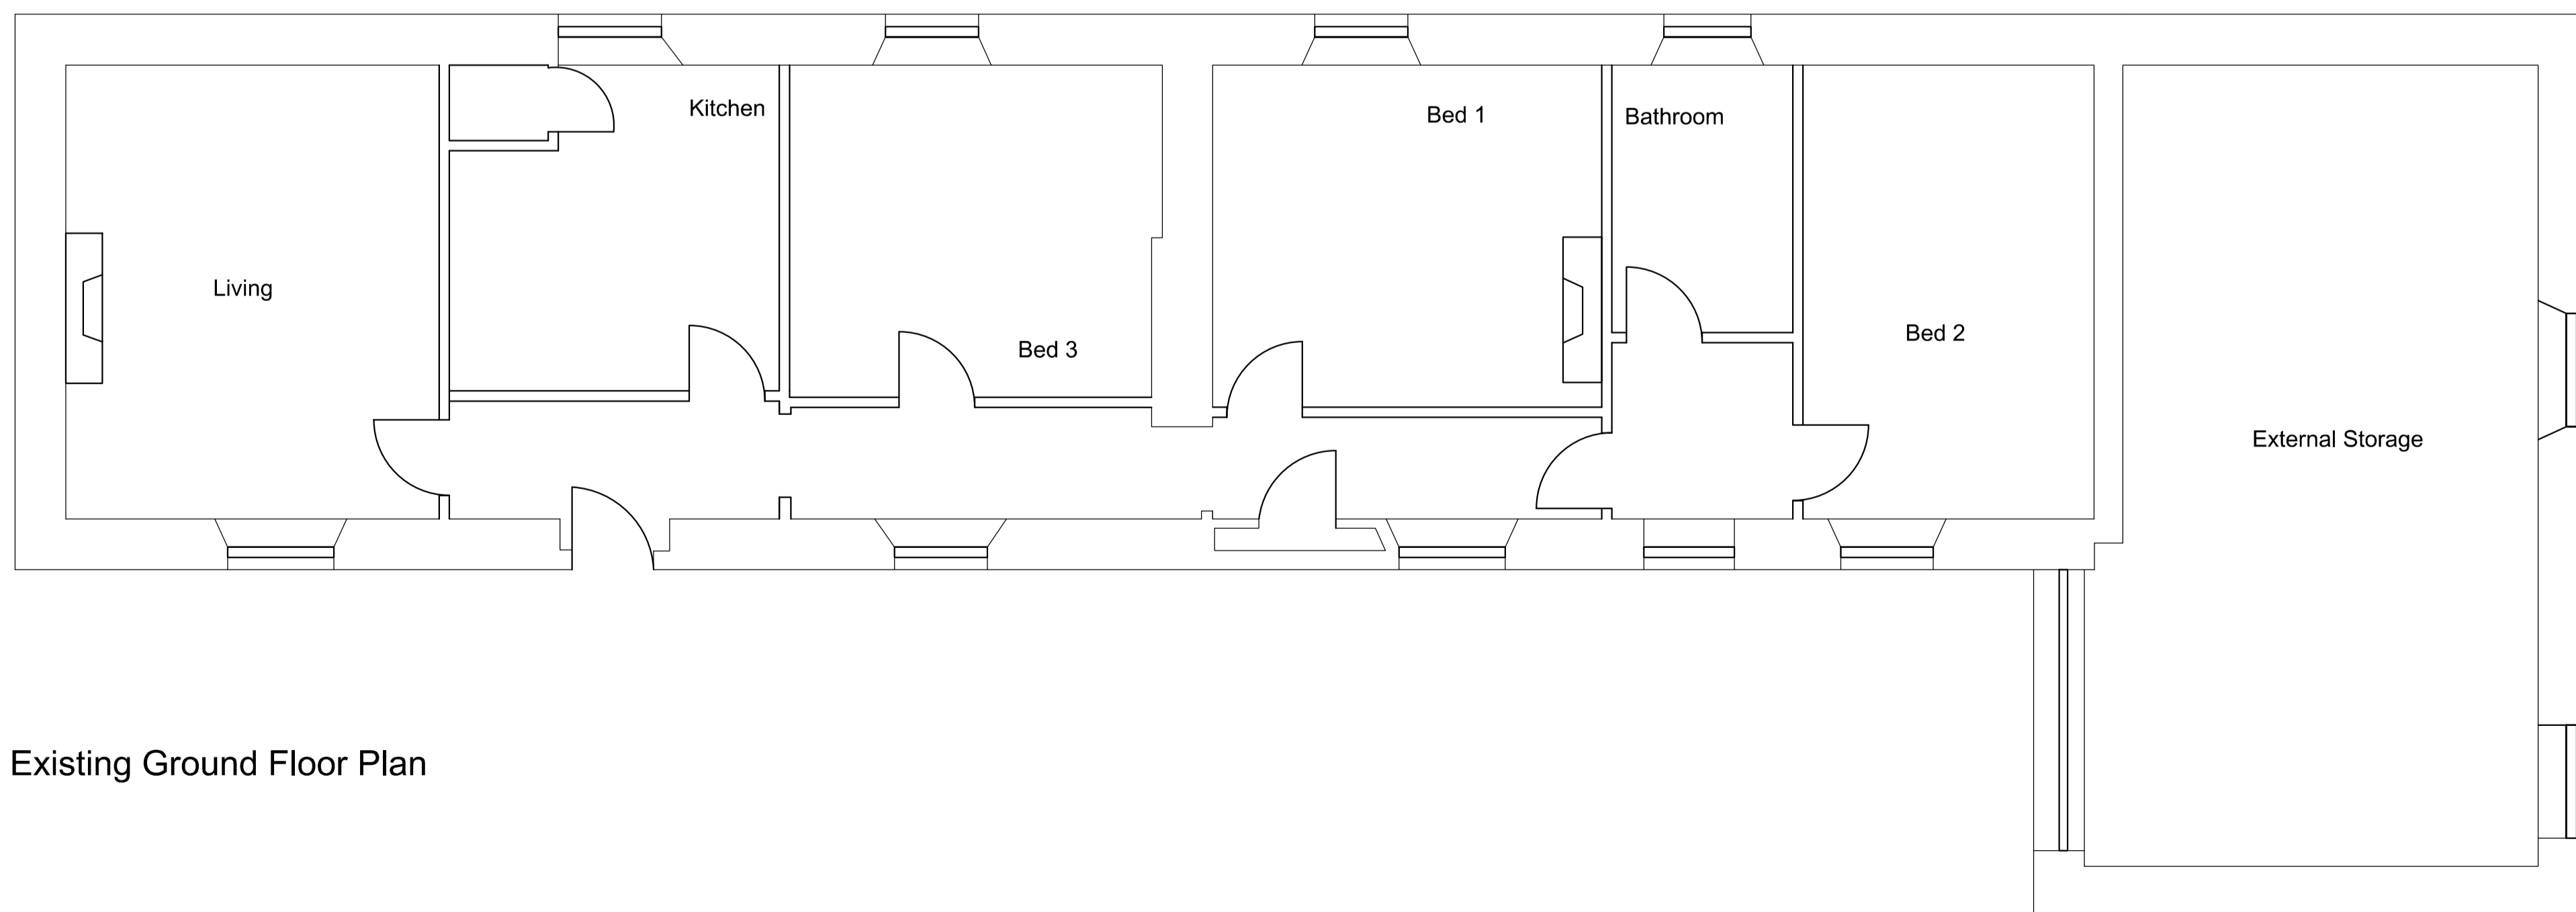 Kitchen
Bed 1
Bathroom
Living
Bed 3
Bed 2
External Storage
Existing Ground Floor Plan